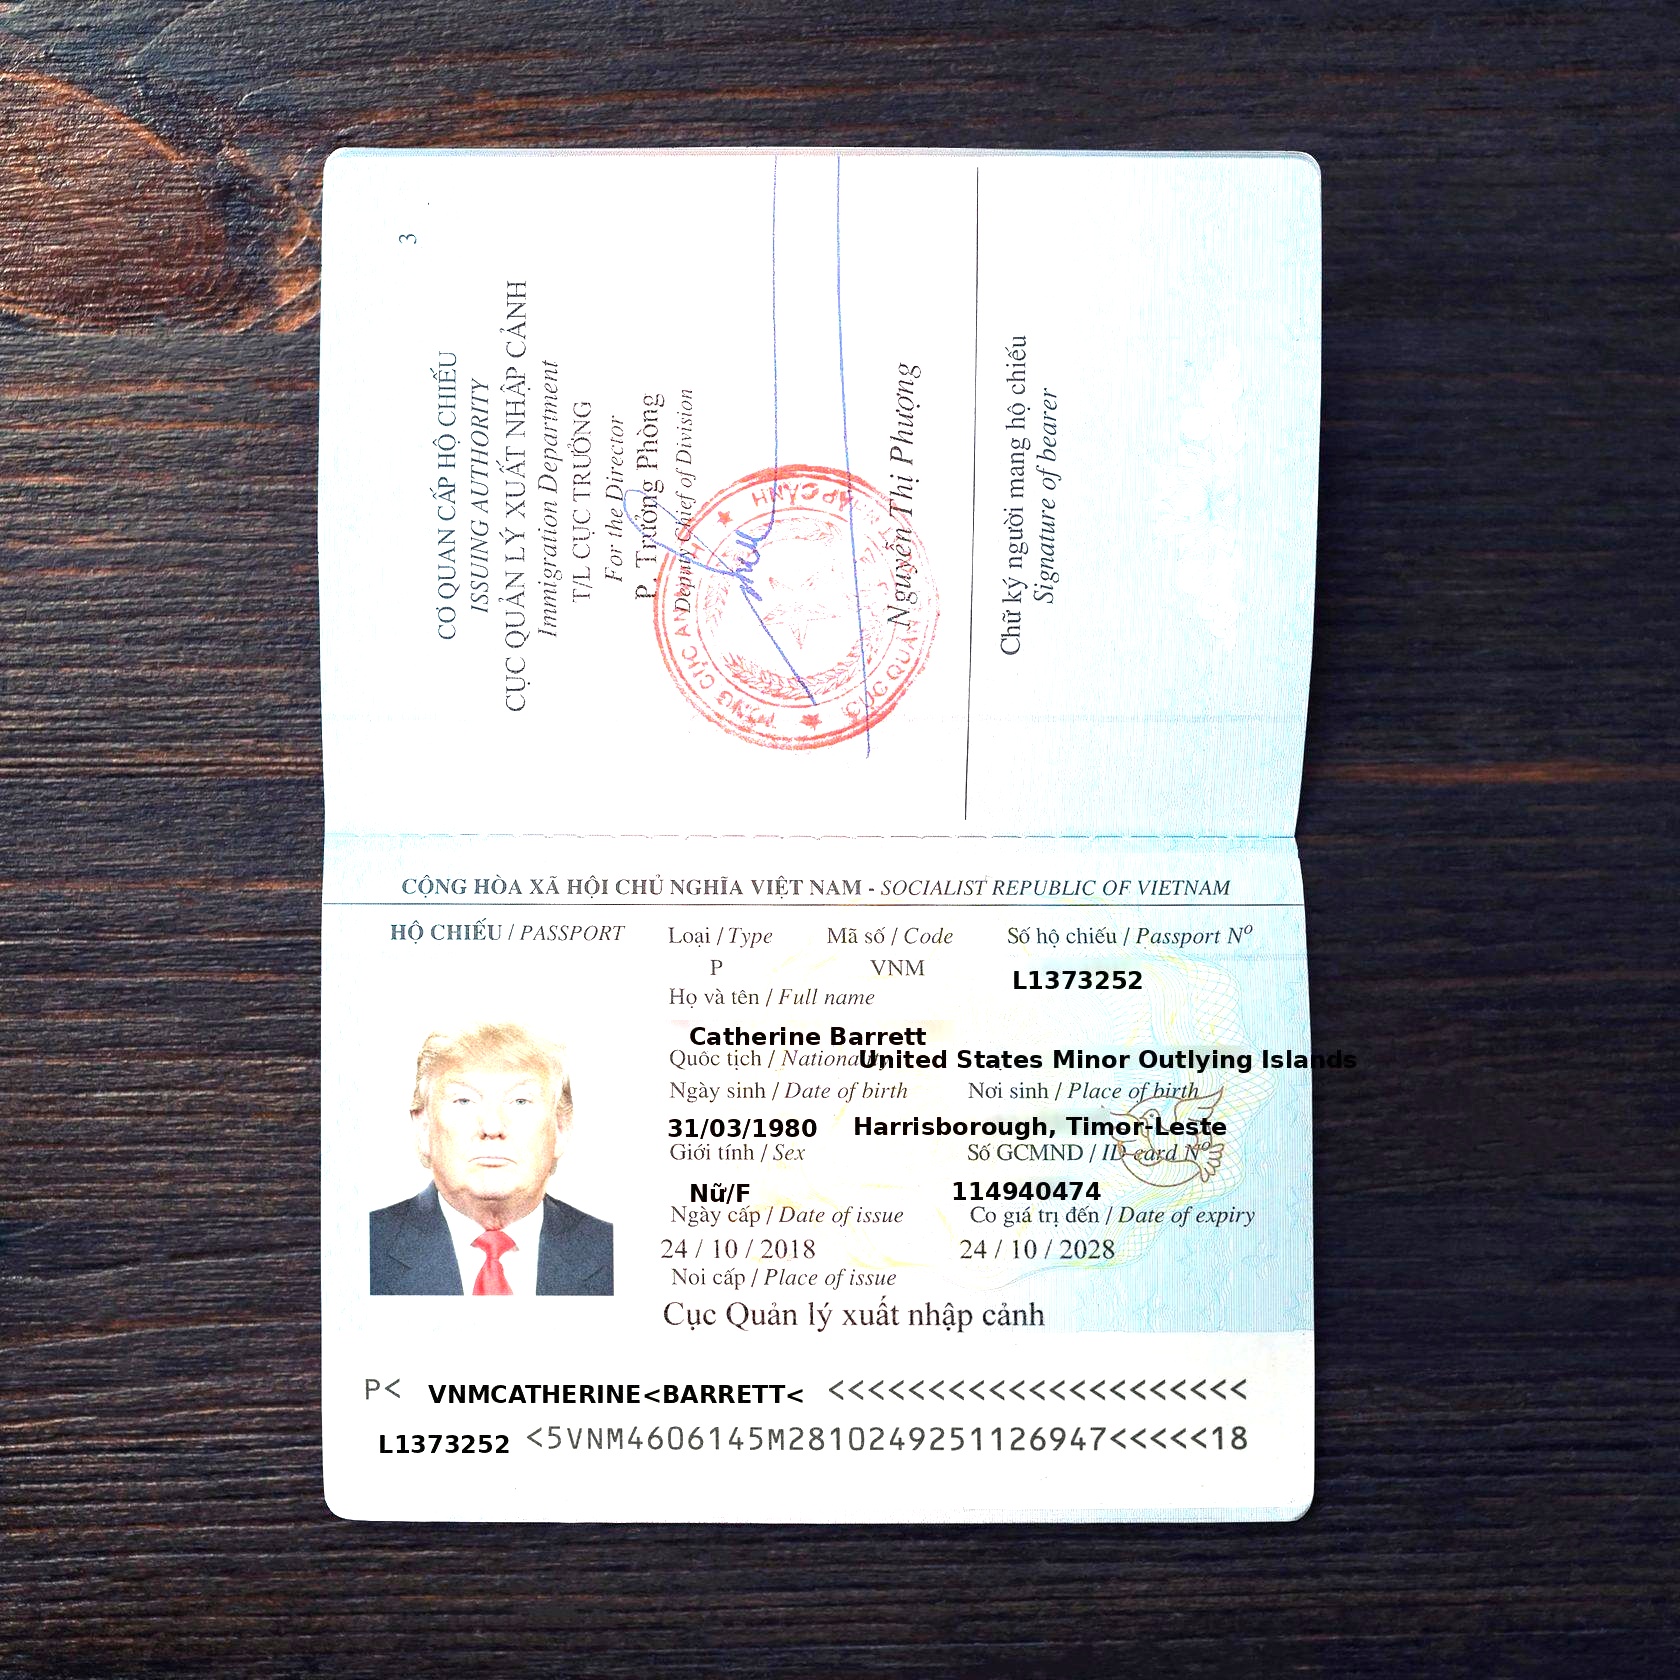 3
CƠ QUAN CẤP HỘ CHIẾU
ISSUING AUTHORITY
CỤC QUẢN LÝ XUẤT NHẬP CẢNH
Immigration Department
T/L CỤC TRƯỞNG
For the Director
P. Trưởng Phòng
Deputy Chief of Division
Nguyễn Thị Phượng
Chữ ký người mang hộ chiếu
Signature of bearer
CỘNG HÒA XÃ HỘI CHỦ NGHĨA VIỆT NAM - SOCIALIST REPUBLIC OF VIETNAM
HỘ CHIẾU / PASSPORT
Loại / Type Mã số / Code Số hộ chiếu / Passport Nº
P VNM L1373252
Họ và tên / Full name
Catherine Barrett
Quốc tịch / Nationality United States Minor Outlying Islands
Ngày sinh / Date of birth Nơi sinh / Place of birth
31/03/1980 Harrisborough, Timor-Leste
Giới tính / Sex Số GCMND / ID card Nº
Nữ/F 114940474
Ngày cấp / Date of issue Co giá trị đến / Date of expiry
24 / 10 / 2018 24 / 10 / 2028
Noi cấp / Place of issue
Cục Quản lý xuất nhập cảnh
P< VNMCATHERINE<BARRETT< <<<<<<<<<<<<<<<<<<<<<
L1373252 <5VNM4606145M2810249251126947<<<<<18